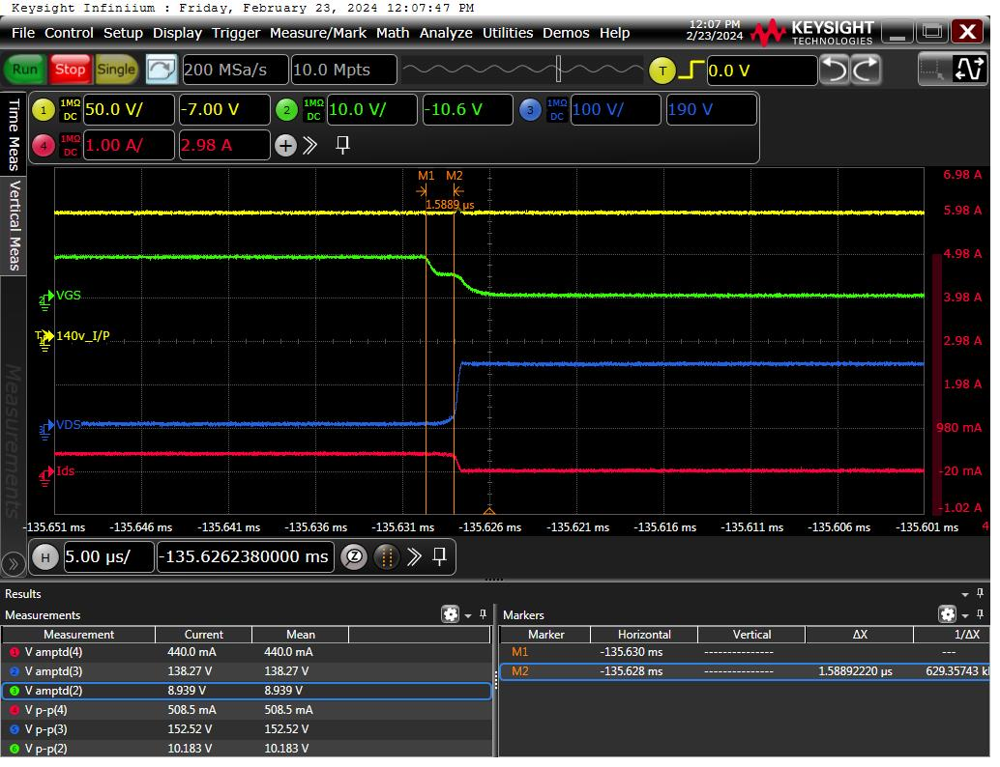 Keysight Infiniium : Friday, February 23, 2024 12:07:47 PM
File Control Setup Display Trigger Measure/Mark Math Analyze Utilities Demos Help
12:07 PM
2/23/2024
KEYSIGHT
TECHNOLOGIES
Run Stop Single 200 MSa/s 10.0 Mpts T 0.0 V
1 1MΩ DC 50.0 V/ -7.00 V 2 1MΩ DC 10.0 V/ -10.6 V 3 1MΩ DC 100 V/ 190 V
4 1MΩ DC 1.00 A/ 2.98 A
Time Meas
Vertical Meas
Measurements
M1 M2
1.5889 µs
6.98 A
5.98 A
4.98 A
3.98 A
2.98 A
1.98 A
980 mA
-20 mA
-1.02 A
2 VGS
T 140v_I/P
3 VDS
4 Ids
-135.651 ms -135.646 ms -135.641 ms -135.636 ms -135.631 ms -135.626 ms -135.621 ms -135.616 ms -135.611 ms -135.606 ms -135.601 ms 4
H 5.00 µs/ -135.6262380000 ms
Results
Measurements
Measurement Current Mean
1 V amptd(4) 440.0 mA 440.0 mA
2 V amptd(3) 138.27 V 138.27 V
3 V amptd(2) 8.939 V 8.939 V
4 V p-p(4) 508.5 mA 508.5 mA
5 V p-p(3) 152.52 V 152.52 V
6 V p-p(2) 10.183 V 10.183 V
Markers
Marker Horizontal Vertical ΔX 1/ΔX
M1 -135.630 ms --------------- ---
M2 -135.628 ms --------------- 1.58892220 µs 629.35743 k